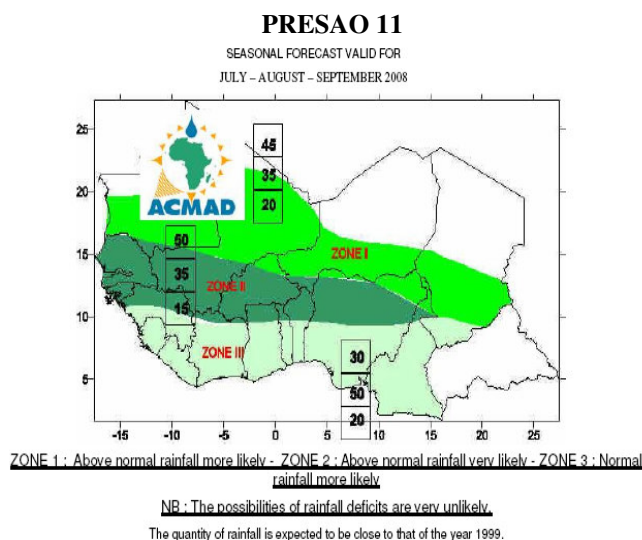 PRESAO 11
SEASONAL FORECAST VALID FOR
JULY – AUGUST – SEPTEMBER 2008
25
20
15
10
5
ACMAD
45
35
20
ZONE I
50
35
15
ZONE II
ZONE III
30
50
20
-15 -10 -5 0 5 10 15 20 25
ZONE 1 : Above normal rainfall more likely - ZONE 2 : Above normal rainfall very likely - ZONE 3 : Normal
rainfall more likely
NB : The possibilities of rainfall deficits are very unlikely.
The quantity of rainfall is expected to be close to that of the year 1999.